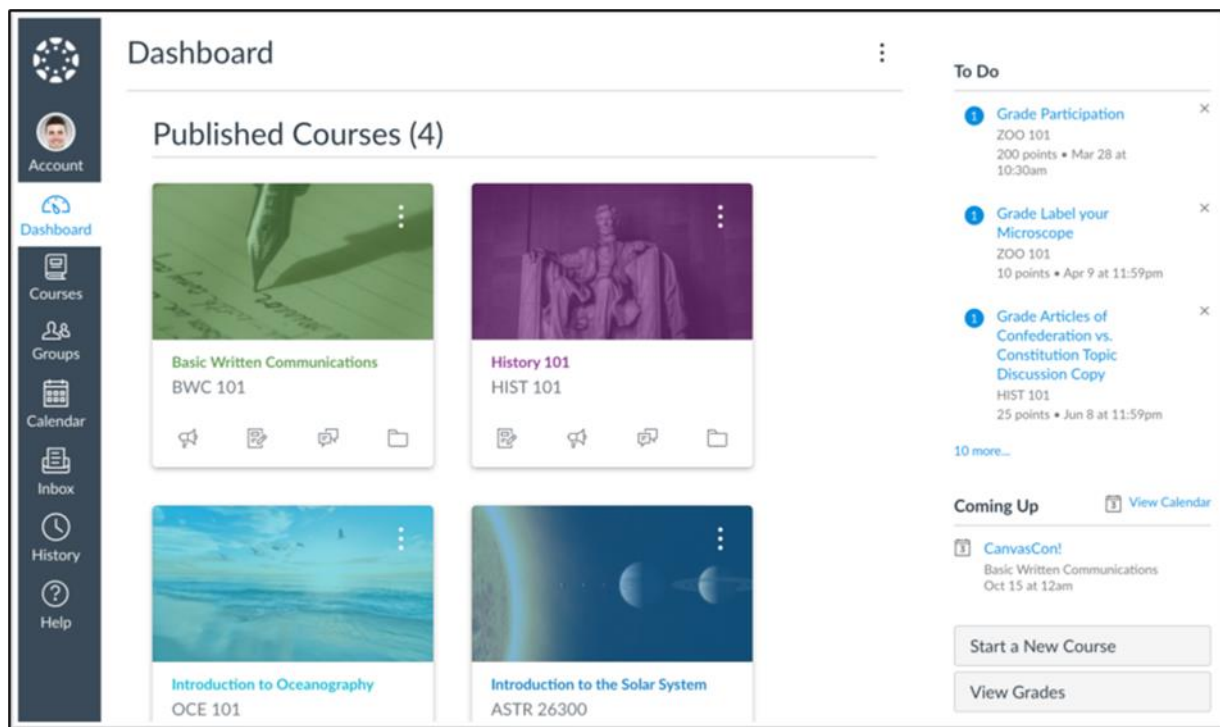 Dashboard
Account
Dashboard
Courses
Groups
Calendar
Inbox
History
Help
Published Courses (4)
Basic Written Communications
BWC 101
History 101
HIST 101
Introduction to Oceanography
OCE 101
Introduction to the Solar System
ASTR 26300
To Do
1 Grade Participation
ZOO 101
200 points • Mar 28 at
10:30am
1 Grade Label your
Microscope
ZOO 101
10 points • Apr 9 at 11:59pm
1 Grade Articles of
Confederation vs.
Constitution Topic
Discussion Copy
HIST 101
25 points • Jun 8 at 11:59pm
10 more...
Coming Up 3 View Calendar
3 CanvasCon!
Basic Written Communications
Oct 15 at 12am
Start a New Course
View Grades